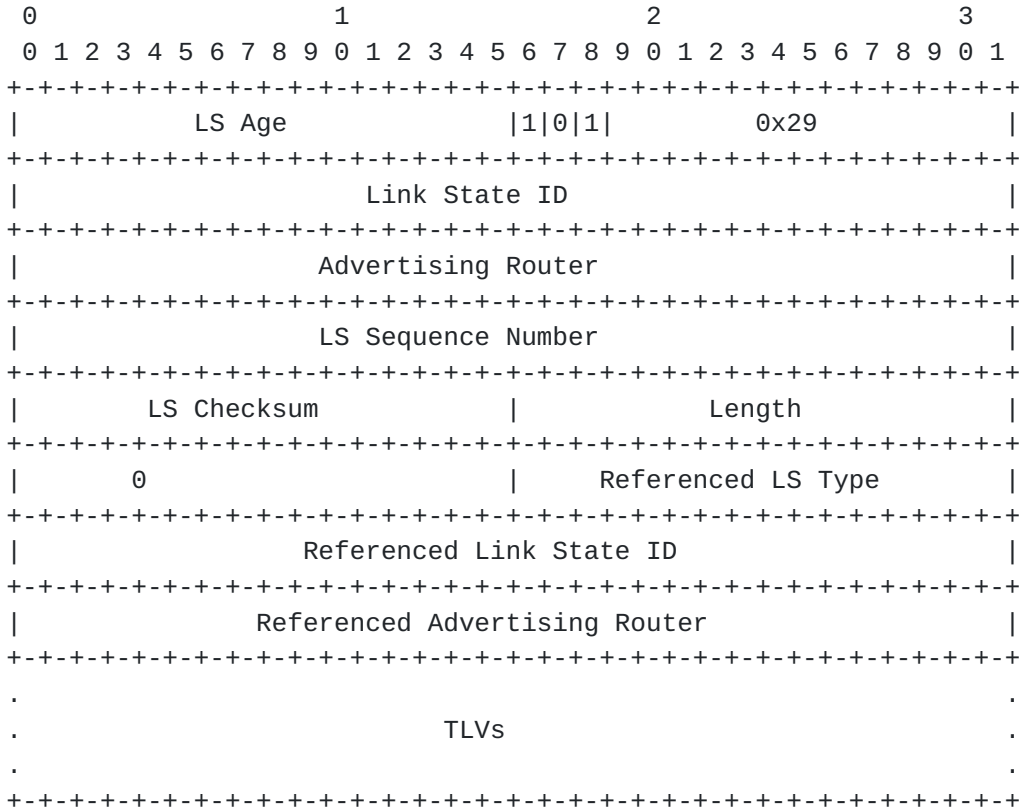 0                   1                   2                   3
 0 1 2 3 4 5 6 7 8 9 0 1 2 3 4 5 6 7 8 9 0 1 2 3 4 5 6 7 8 9 0 1
+-+-+-+-+-+-+-+-+-+-+-+-+-+-+-+-+-+-+-+-+-+-+-+-+-+-+-+-+-+-+-+-+
|           LS Age              |1|0|1|         0x29            |
+-+-+-+-+-+-+-+-+-+-+-+-+-+-+-+-+-+-+-+-+-+-+-+-+-+-+-+-+-+-+-+-+
|                      Link State ID                            |
+-+-+-+-+-+-+-+-+-+-+-+-+-+-+-+-+-+-+-+-+-+-+-+-+-+-+-+-+-+-+-+-+
|                   Advertising Router                          |
+-+-+-+-+-+-+-+-+-+-+-+-+-+-+-+-+-+-+-+-+-+-+-+-+-+-+-+-+-+-+-+-+
|                   LS Sequence Number                          |
+-+-+-+-+-+-+-+-+-+-+-+-+-+-+-+-+-+-+-+-+-+-+-+-+-+-+-+-+-+-+-+-+
|        LS Checksum            |            Length             |
+-+-+-+-+-+-+-+-+-+-+-+-+-+-+-+-+-+-+-+-+-+-+-+-+-+-+-+-+-+-+-+-+
|       0                       |     Referenced LS Type        |
+-+-+-+-+-+-+-+-+-+-+-+-+-+-+-+-+-+-+-+-+-+-+-+-+-+-+-+-+-+-+-+-+
|                  Referenced Link State ID                     |
+-+-+-+-+-+-+-+-+-+-+-+-+-+-+-+-+-+-+-+-+-+-+-+-+-+-+-+-+-+-+-+-+
|               Referenced Advertising Router                   |
+-+-+-+-+-+-+-+-+-+-+-+-+-+-+-+-+-+-+-+-+-+-+-+-+-+-+-+-+-+-+-+-+
.                                                               .
.                           TLVs                                .
.                                                               .
+-+-+-+-+-+-+-+-+-+-+-+-+-+-+-+-+-+-+-+-+-+-+-+-+-+-+-+-+-+-+-+-+